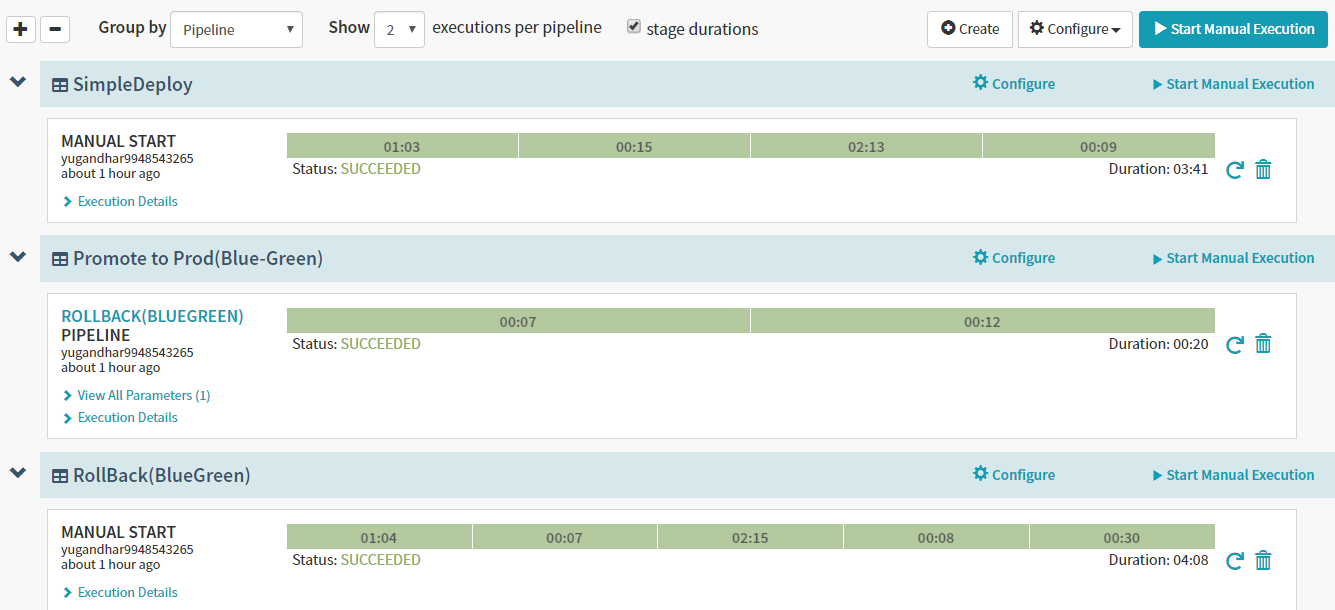 Group by Pipeline Show 2 executions per pipeline stage durations Create Configure Start Manual Execution
SimpleDeploy Configure Start Manual Execution
MANUAL START
yugandhar9948543265
about 1 hour ago
Execution Details
01:03 00:15 02:13 00:09
Status: SUCCEEDED Duration: 03:41
Promote to Prod(Blue-Green) Configure Start Manual Execution
ROLLBACK(BLUEGREEN)
PIPELINE
yugandhar9948543265
about 1 hour ago
View All Parameters (1)
Execution Details
00:07 00:12
Status: SUCCEEDED Duration: 00:20
RollBack(BlueGreen) Configure Start Manual Execution
MANUAL START
yugandhar9948543265
about 1 hour ago
Execution Details
01:04 00:07 02:15 00:08 00:30
Status: SUCCEEDED Duration: 04:08